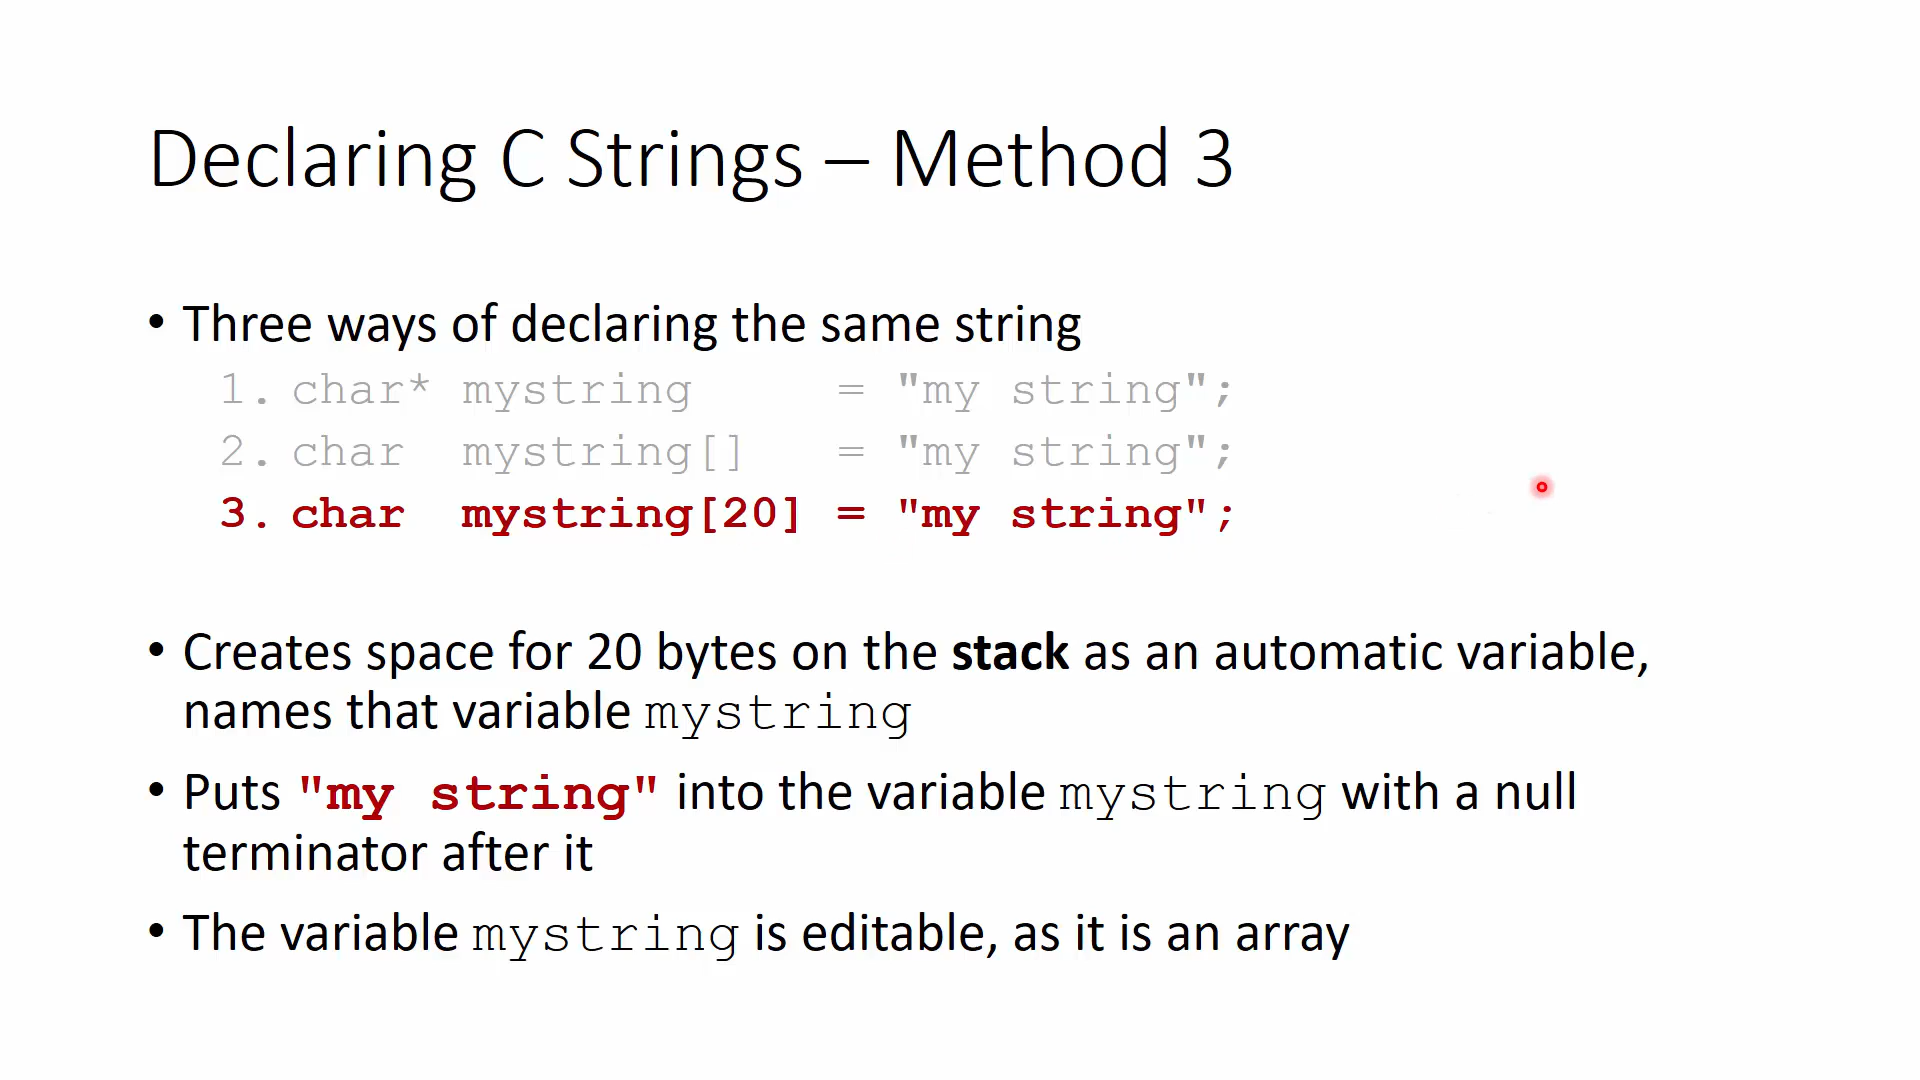 Declaring C Strings – Method 3
• Three ways of declaring the same string
1. char* mystring = "my string";
2. char mystring[] = "my string";
3. char mystring[20] = "my string";
• Creates space for 20 bytes on the stack as an automatic variable,
names that variable mystring
• Puts "my string" into the variable mystring with a null
terminator after it
• The variable mystring is editable, as it is an array